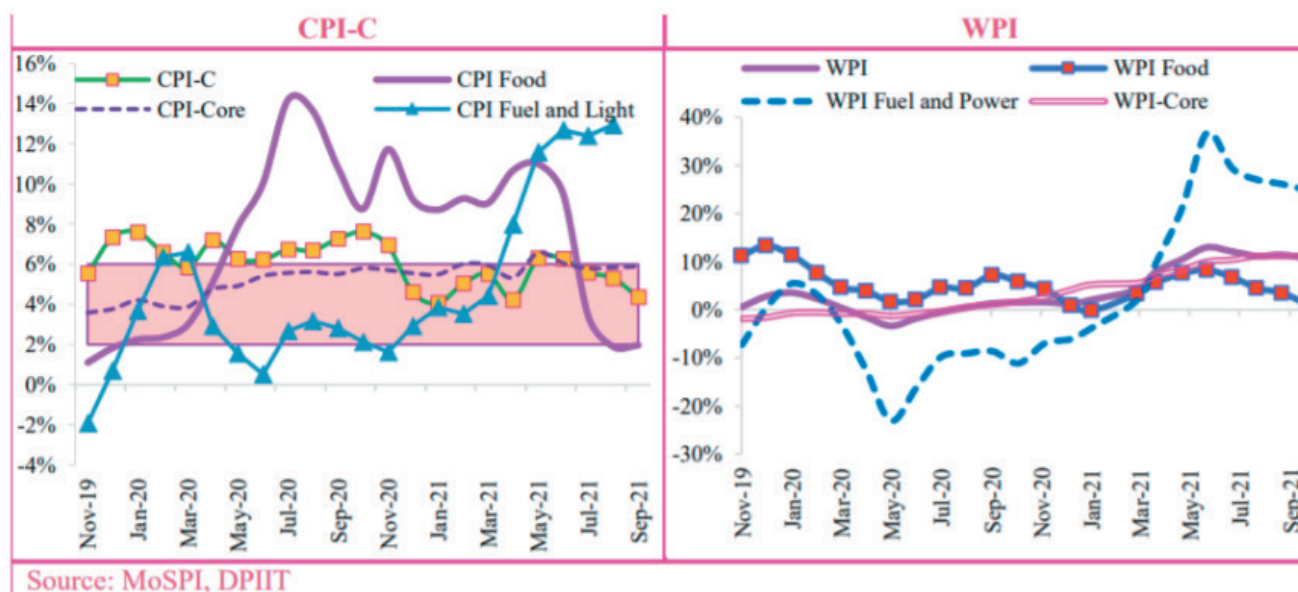 CPI-C
WPI
16%
14%
12%
10%
8%
6%
4%
2%
0%
-2%
-4%
CPI-C
CPI Food
CPI-Core
CPI Fuel and Light
Nov-19
Jan-20
Mar-20
May-20
Jul-20
Sep-20
Nov-20
Jan-21
Mar-21
May-21
Jul-21
Sep-21
WPI
WPI Food
WPI Fuel and Power
WPI-Core
40%
30%
20%
10%
0%
-10%
-20%
-30%
Nov-19
Jan-20
Mar-20
May-20
Jul-20
Sep-20
Nov-20
Jan-21
Mar-21
May-21
Jul-21
Sep-21
Source: MoSPI, DPIIT